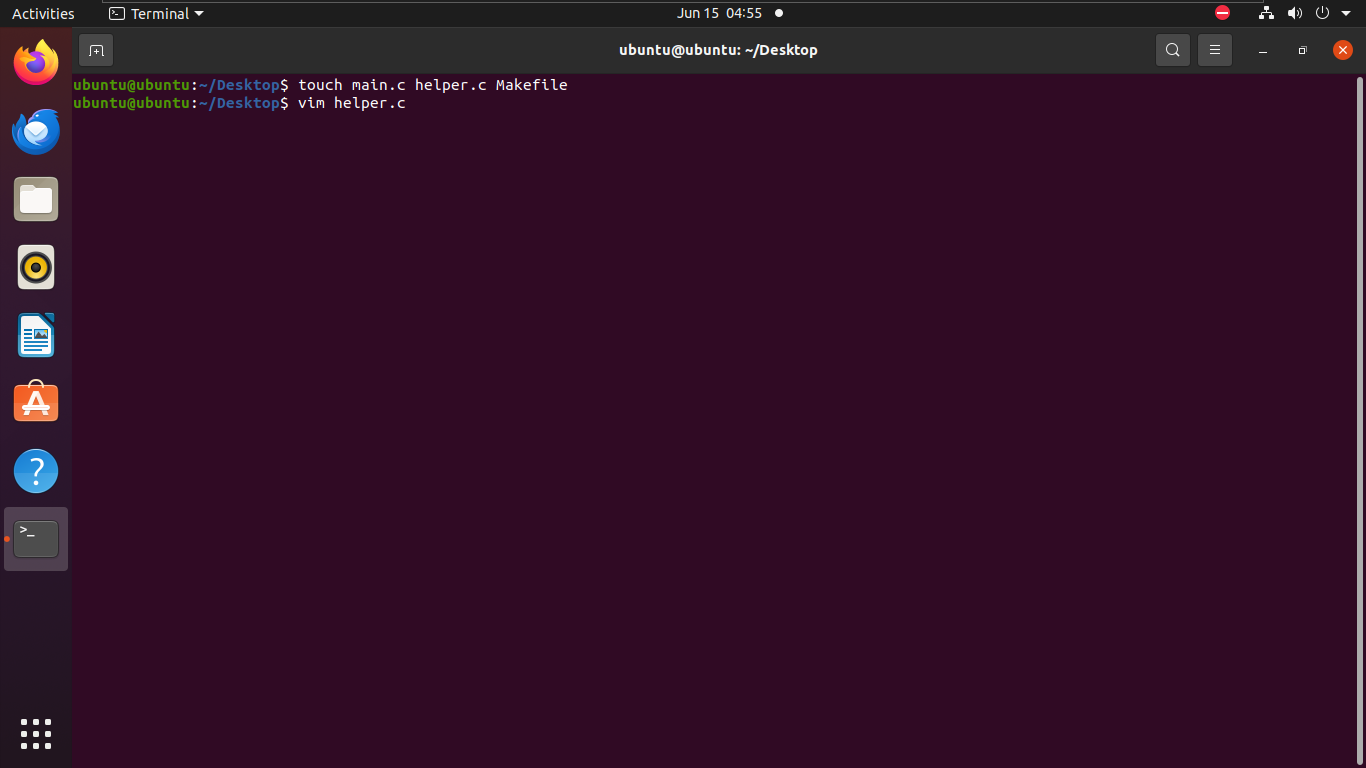 Activities
Terminal
Jun 15 04:55
ubuntu@ubuntu: ~/Desktop
ubuntu@ubuntu:~/Desktop$ touch main.c helper.c Makefile
ubuntu@ubuntu:~/Desktop$ vim helper.c